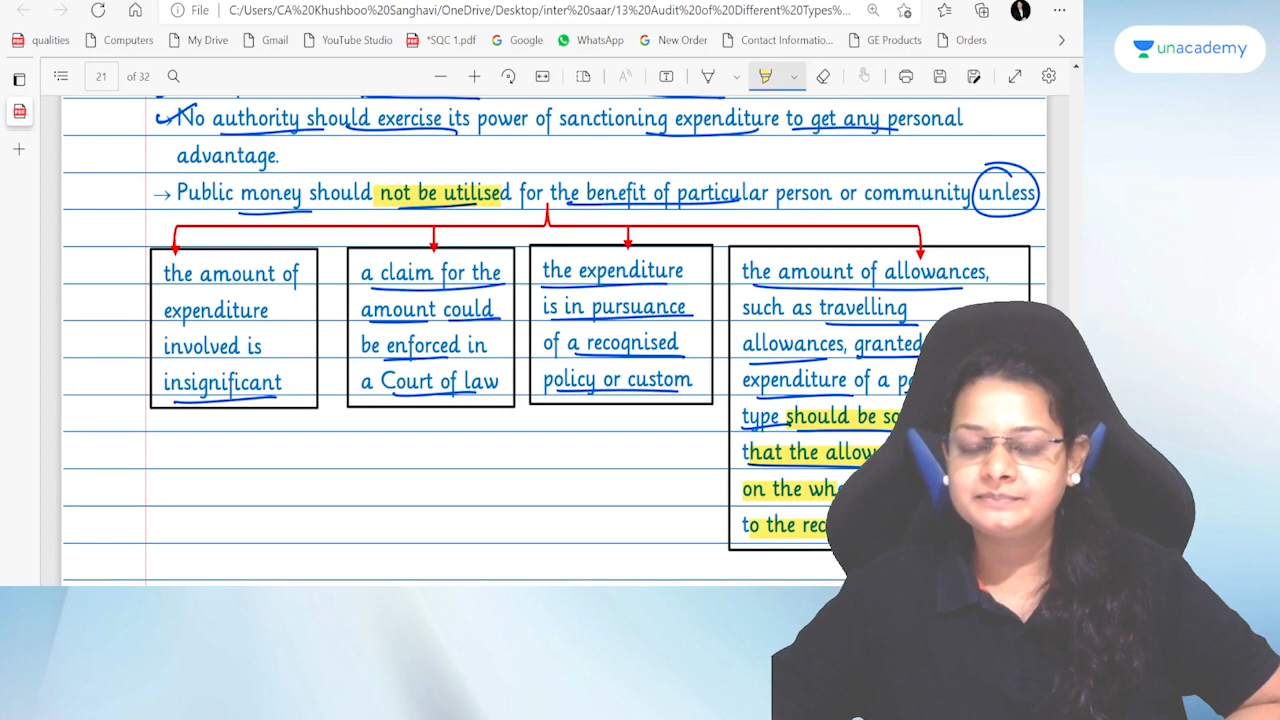 File
C:/Users/CA%20Khushboo%20Sanghavi/OneDrive/Desktop/inter%20saar/13%20Audit%20of%20Different%20Types%...
qualities Computers My Drive Gmail YouTube Studio *SQC 1.pdf Google WhatsApp New Order Contact Informatio... GE Products Orders
unacademy
21 of 32
No authority should exercise its power of sanctioning expenditure to get any personal
advantage.
→ Public money should not be utilised for the benefit of particular person or community unless
the amount of
expenditure
involved is
insignificant
a claim for the
amount could
be enforced in
a Court of law
the expenditure
is in pursuance
of a recognised
policy or custom
the amount of allowances,
such as travelling
allowances, granted
expenditure of a
type should be
that the
on the
to the